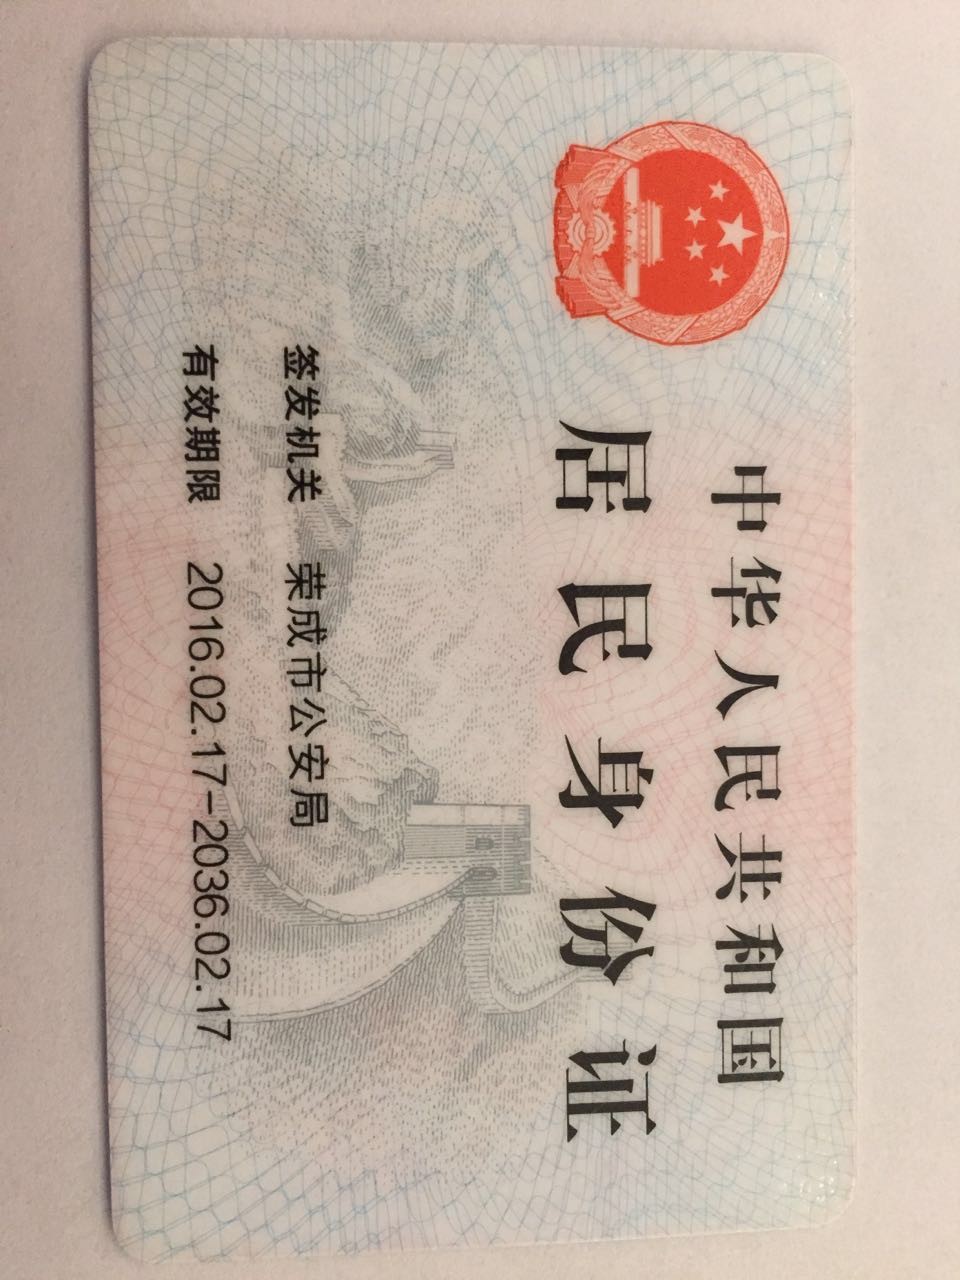 中华人民共和国
居民身份证
签发机关 荣成市公安局
有效期限 2016.02.17-2036.02.17